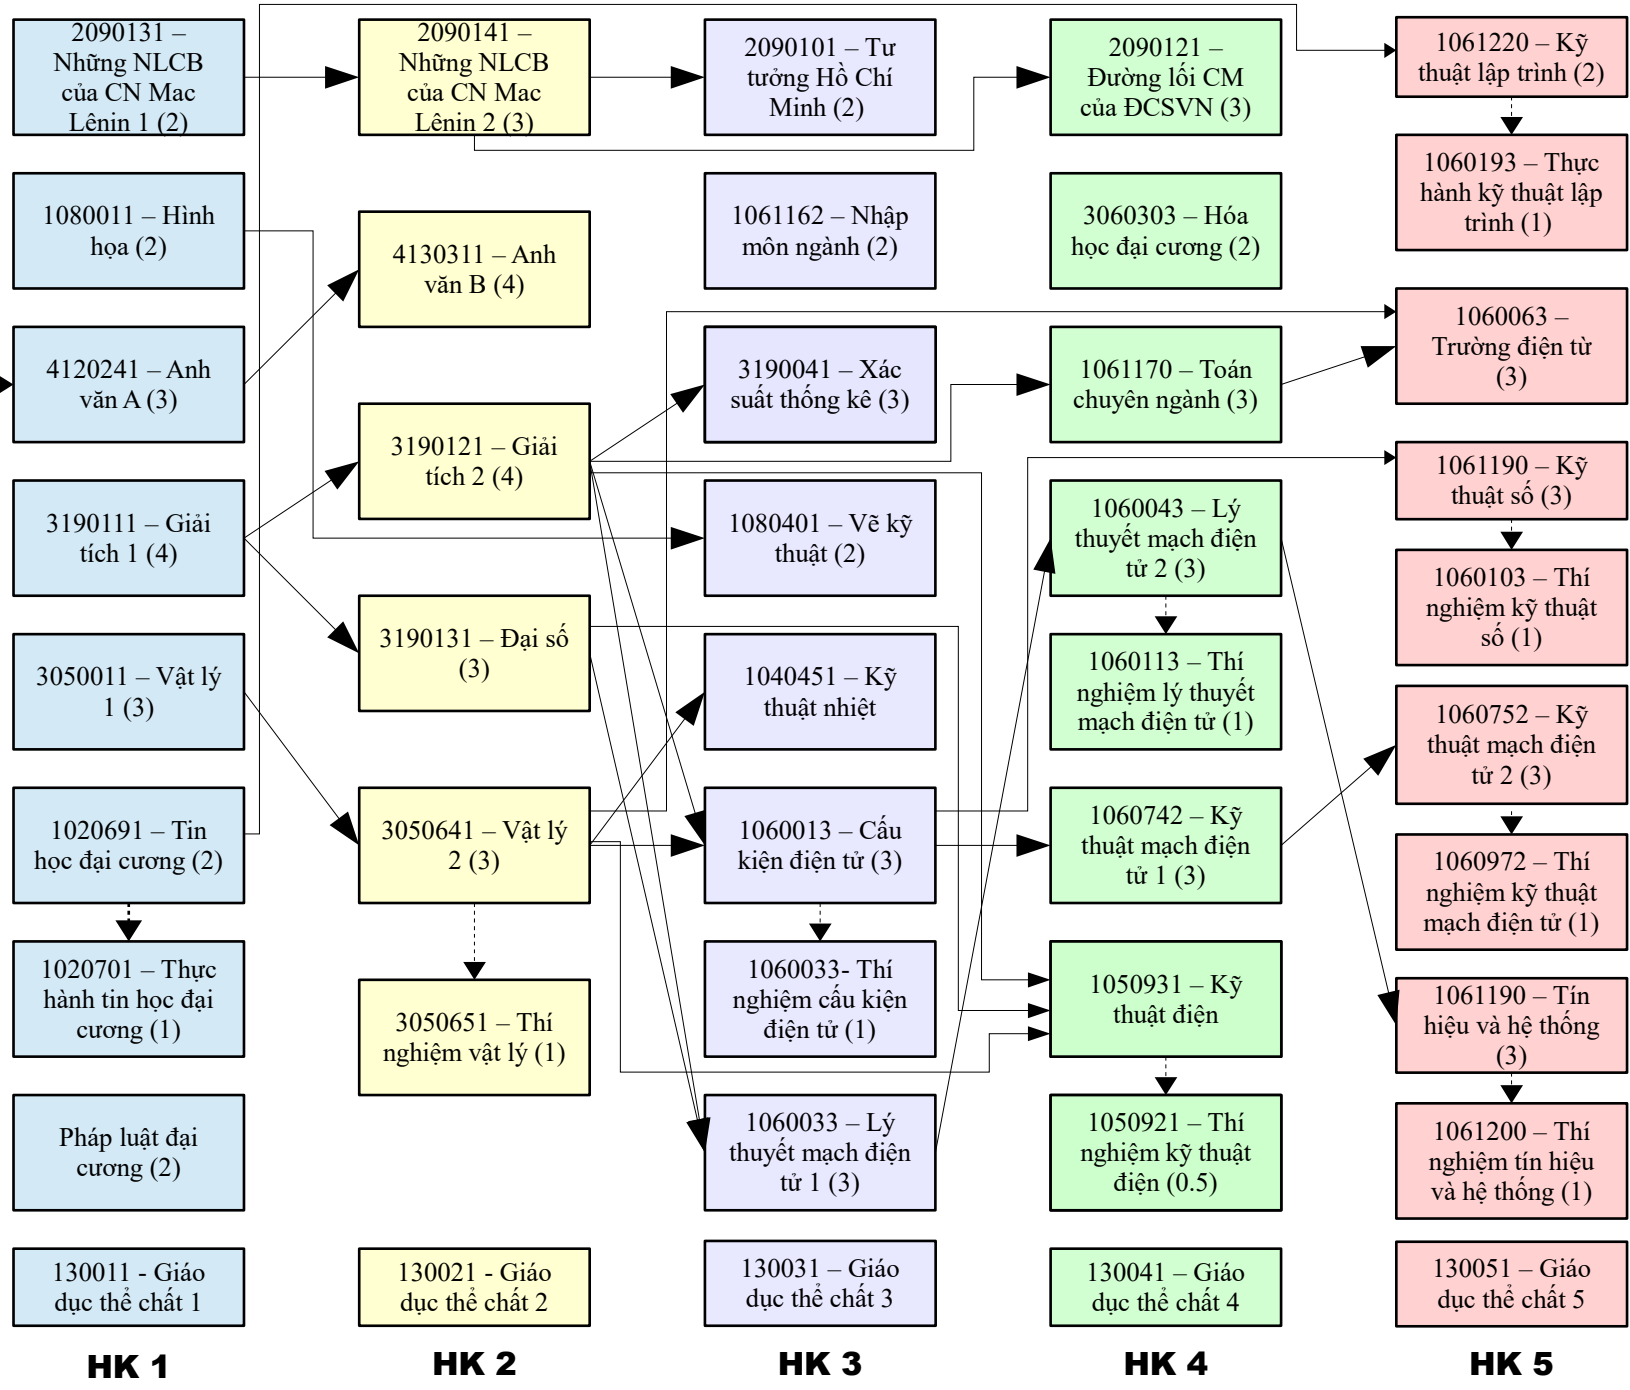 2090131 –
Những NLCB
của CN Mac
Lênin 1 (2)
1080011 – Hình
họa (2)
4120241 – Anh
văn A (3)
3190111 – Giải
tích 1 (4)
3050011 – Vật lý
1 (3)
1020691 – Tin
học đại cương (2)
1020701 – Thực
hành tin học đại
cương (1)
Pháp luật đại
cương (2)
130011 - Giáo
dục thể chất 1
HK 1
2090141 –
Những NLCB
của CN Mac
Lênin 2 (3)
4130311 – Anh
văn B (4)
3190121 – Giải
tích 2 (4)
3190131 – Đại số
(3)
3050641 – Vật lý
2 (3)
3050651 – Thí
nghiệm vật lý (1)
130021 - Giáo
dục thể chất 2
HK 2
2090101 – Tư
tưởng Hồ Chí
Minh (2)
1061162 – Nhập
môn ngành (2)
3190041 – Xác
suất thống kê (3)
1080401 – Vẽ kỹ
thuật (2)
1040451 – Kỹ
thuật nhiệt
1060013 – Cấu
kiện điện tử (3)
1060033- Thí
nghiệm cấu kiện
điện tử (1)
1060033 – Lý
thuyết mạch điện
tử 1 (3)
130031 – Giáo
dục thể chất 3
HK 3
2090121 –
Đường lối CM
của ĐCSVN (3)
3060303 – Hóa
học đại cương (2)
1061170 – Toán
chuyên ngành (3)
1060043 – Lý
thuyết mạch điện
tử 2 (3)
1060113 – Thí
nghiệm lý thuyết
mạch điện tử (1)
1060742 – Kỹ
thuật mạch điện
tử 1 (3)
1050931 – Kỹ
thuật điện
1050921 – Thí
nghiệm kỹ thuật
điện (0.5)
130041 – Giáo
dục thể chất 4
HK 4
1061220 – Kỹ
thuật lập trình (2)
1060193 – Thực
hành kỹ thuật lập
trình (1)
1060063 –
Trường điện từ
(3)
1061190 – Kỹ
thuật số (3)
1060103 – Thí
nghiệm kỹ thuật
số (1)
1060752 – Kỹ
thuật mạch điện
tử 2 (3)
1060972 – Thí
nghiệm kỹ thuật
mạch điện tử (1)
1061190 – Tín
hiệu và hệ thống
(3)
1061200 – Thí
nghiệm tín hiệu
và hệ thống (1)
130051 – Giáo
dục thể chất 5
HK 5